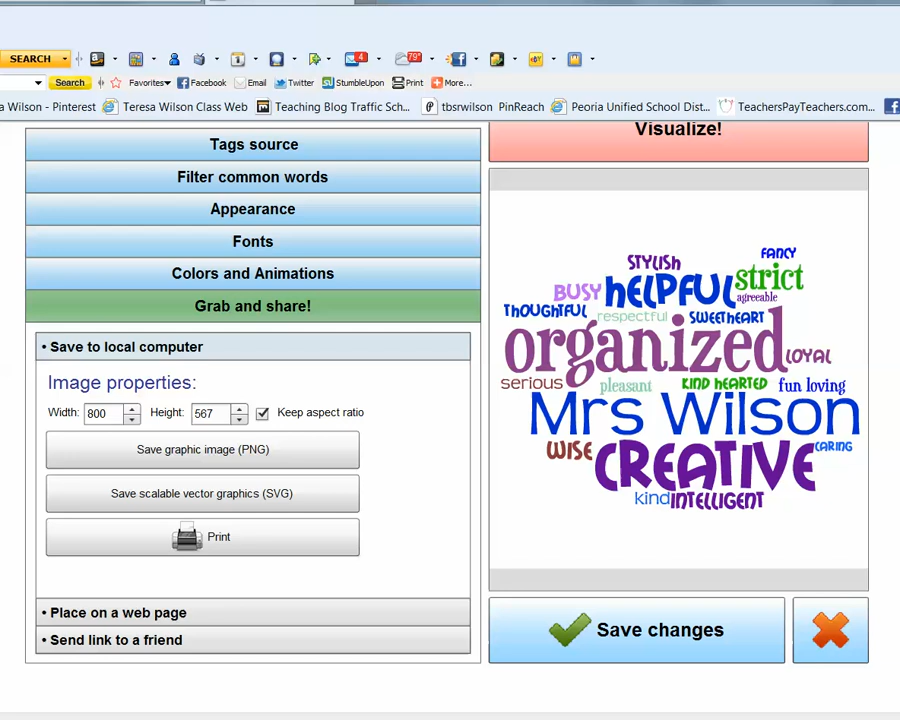 SEARCH 4 79°
Search Favorites Facebook Email Twitter StumbleUpon Print More...
a Wilson - Pinterest Teresa Wilson Class Web Teaching Blog Traffic Sch... tbsrwilson PinReach Peoria Unified School Dist... TeachersPayTeachers.com...
Tags source
Filter common words
Appearance
Fonts
Colors and Animations
Grab and share!
• Save to local computer
Image properties:
Width: 800 Height: 567 Keep aspect ratio
Save graphic image (PNG)
Save scalable vector graphics (SVG)
Print
• Place on a web page
• Send link to a friend
Visualize!
FANCY
STYLISH
BUSY HELPFUL strict
agreeable
THOUGHTFUL respectful SWEETHEART
organized LOYAL
serious pleasant KIND HEARTED fun loving
Mrs Wilson
WISE CREATIVE CARING
kind INTELLIGENT
Save changes